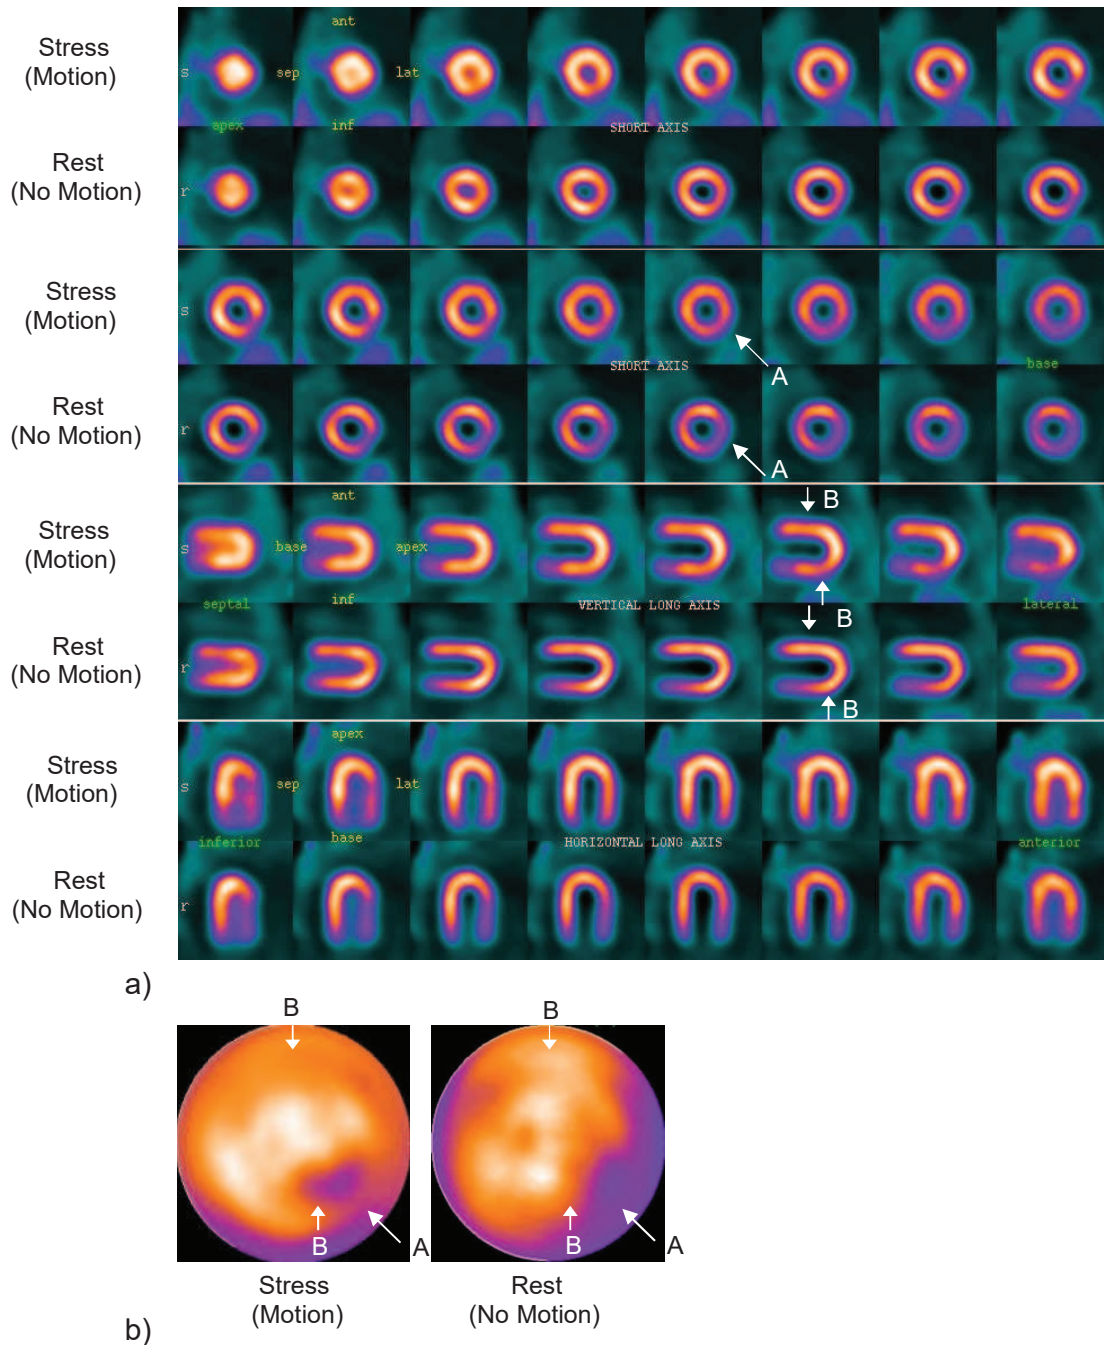 Stress
(Motion)
ant
s
sep
lat
apex
inf
SHORT AXIS
Rest
(No Motion)
r
Stress
(Motion)
s
SHORT AXIS
A
base
Rest
(No Motion)
r
A
Stress
(Motion)
ant
B
s
base
apex
septal
inf
VERTICAL LONG AXIS
B
lateral
Rest
(No Motion)
r
B
Stress
(Motion)
apex
s
sep
lat
inferior
base
HORIZONTAL LONG AXIS
anterior
Rest
(No Motion)
r
a)
B
B
B
A
B
A
Stress
(Motion)
Rest
(No Motion)
b)